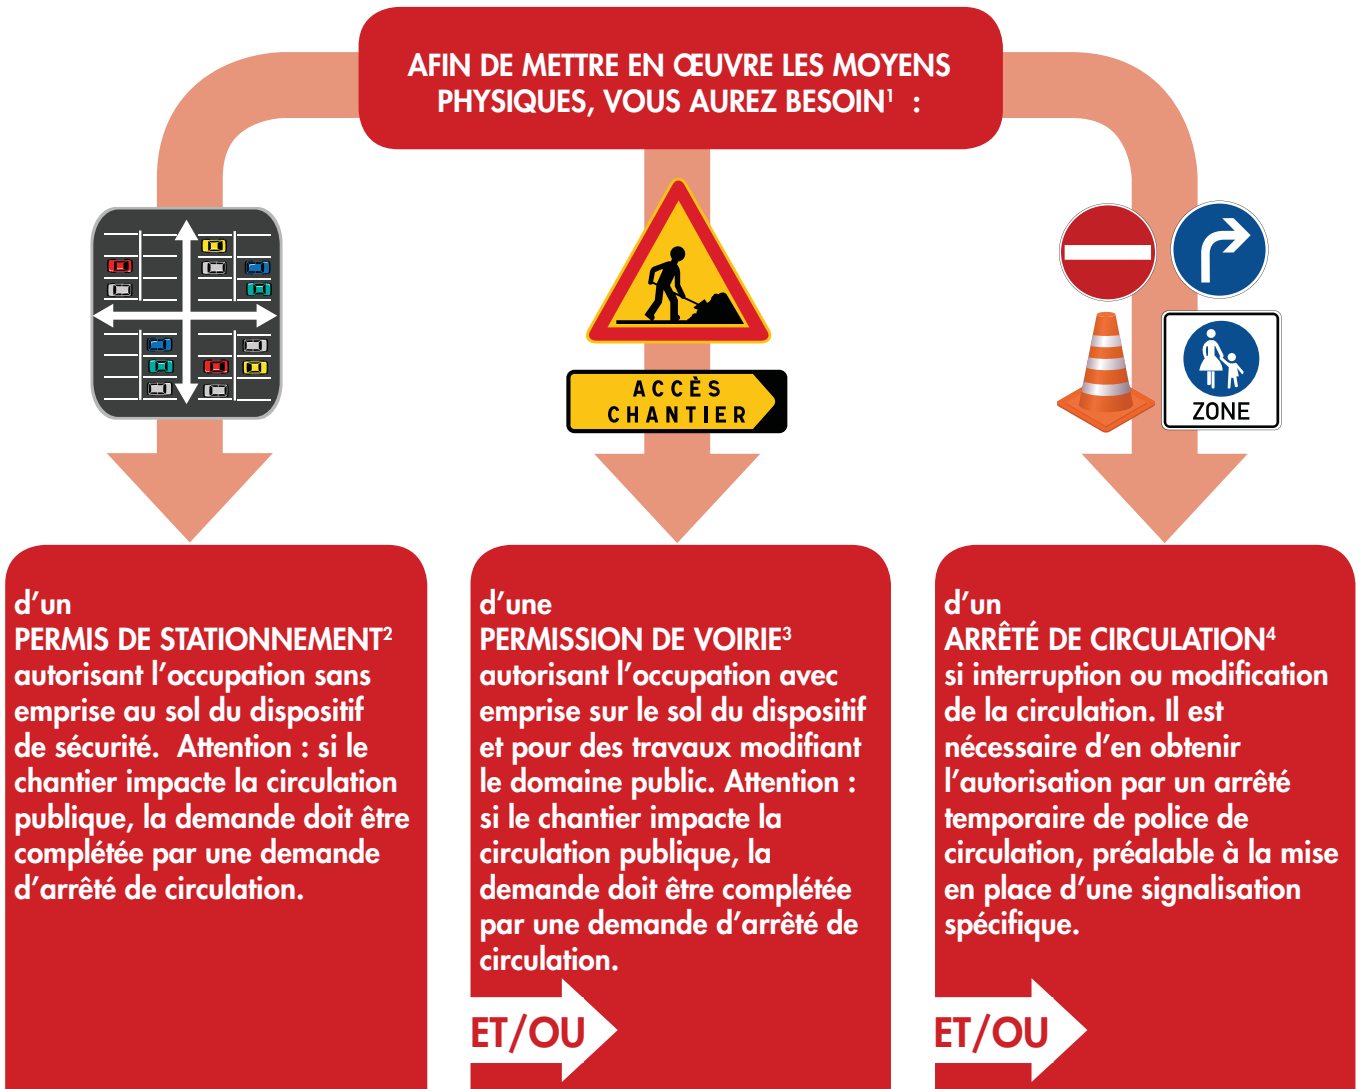 AFIN DE METTRE EN ŒUVRE LES MOYENS
PHYSIQUES, VOUS AUREZ BESOIN¹ :
ACCÈS
CHANTIER
ZONE
d’un
PERMIS DE STATIONNEMENT²
autorisant l’occupation sans
emprise au sol du dispositif
de sécurité. Attention : si le
chantier impacte la circulation
publique, la demande doit être
complétée par une demande
d’arrêté de circulation.
d’une
PERMISSION DE VOIRIE³
autorisant l’occupation avec
emprise sur le sol du dispositif
et pour des travaux modifiant
le domaine public. Attention :
si le chantier impacte la
circulation publique, la
demande doit être complétée
par une demande d’arrêté de
circulation.
ET/OU
d’un
ARRÊTÉ DE CIRCULATION⁴
si interruption ou modification
de la circulation. Il est
nécessaire d’en obtenir
l’autorisation par un arrêté
temporaire de police de
circulation, préalable à la mise
en place d’une signalisation
spécifique.
ET/OU